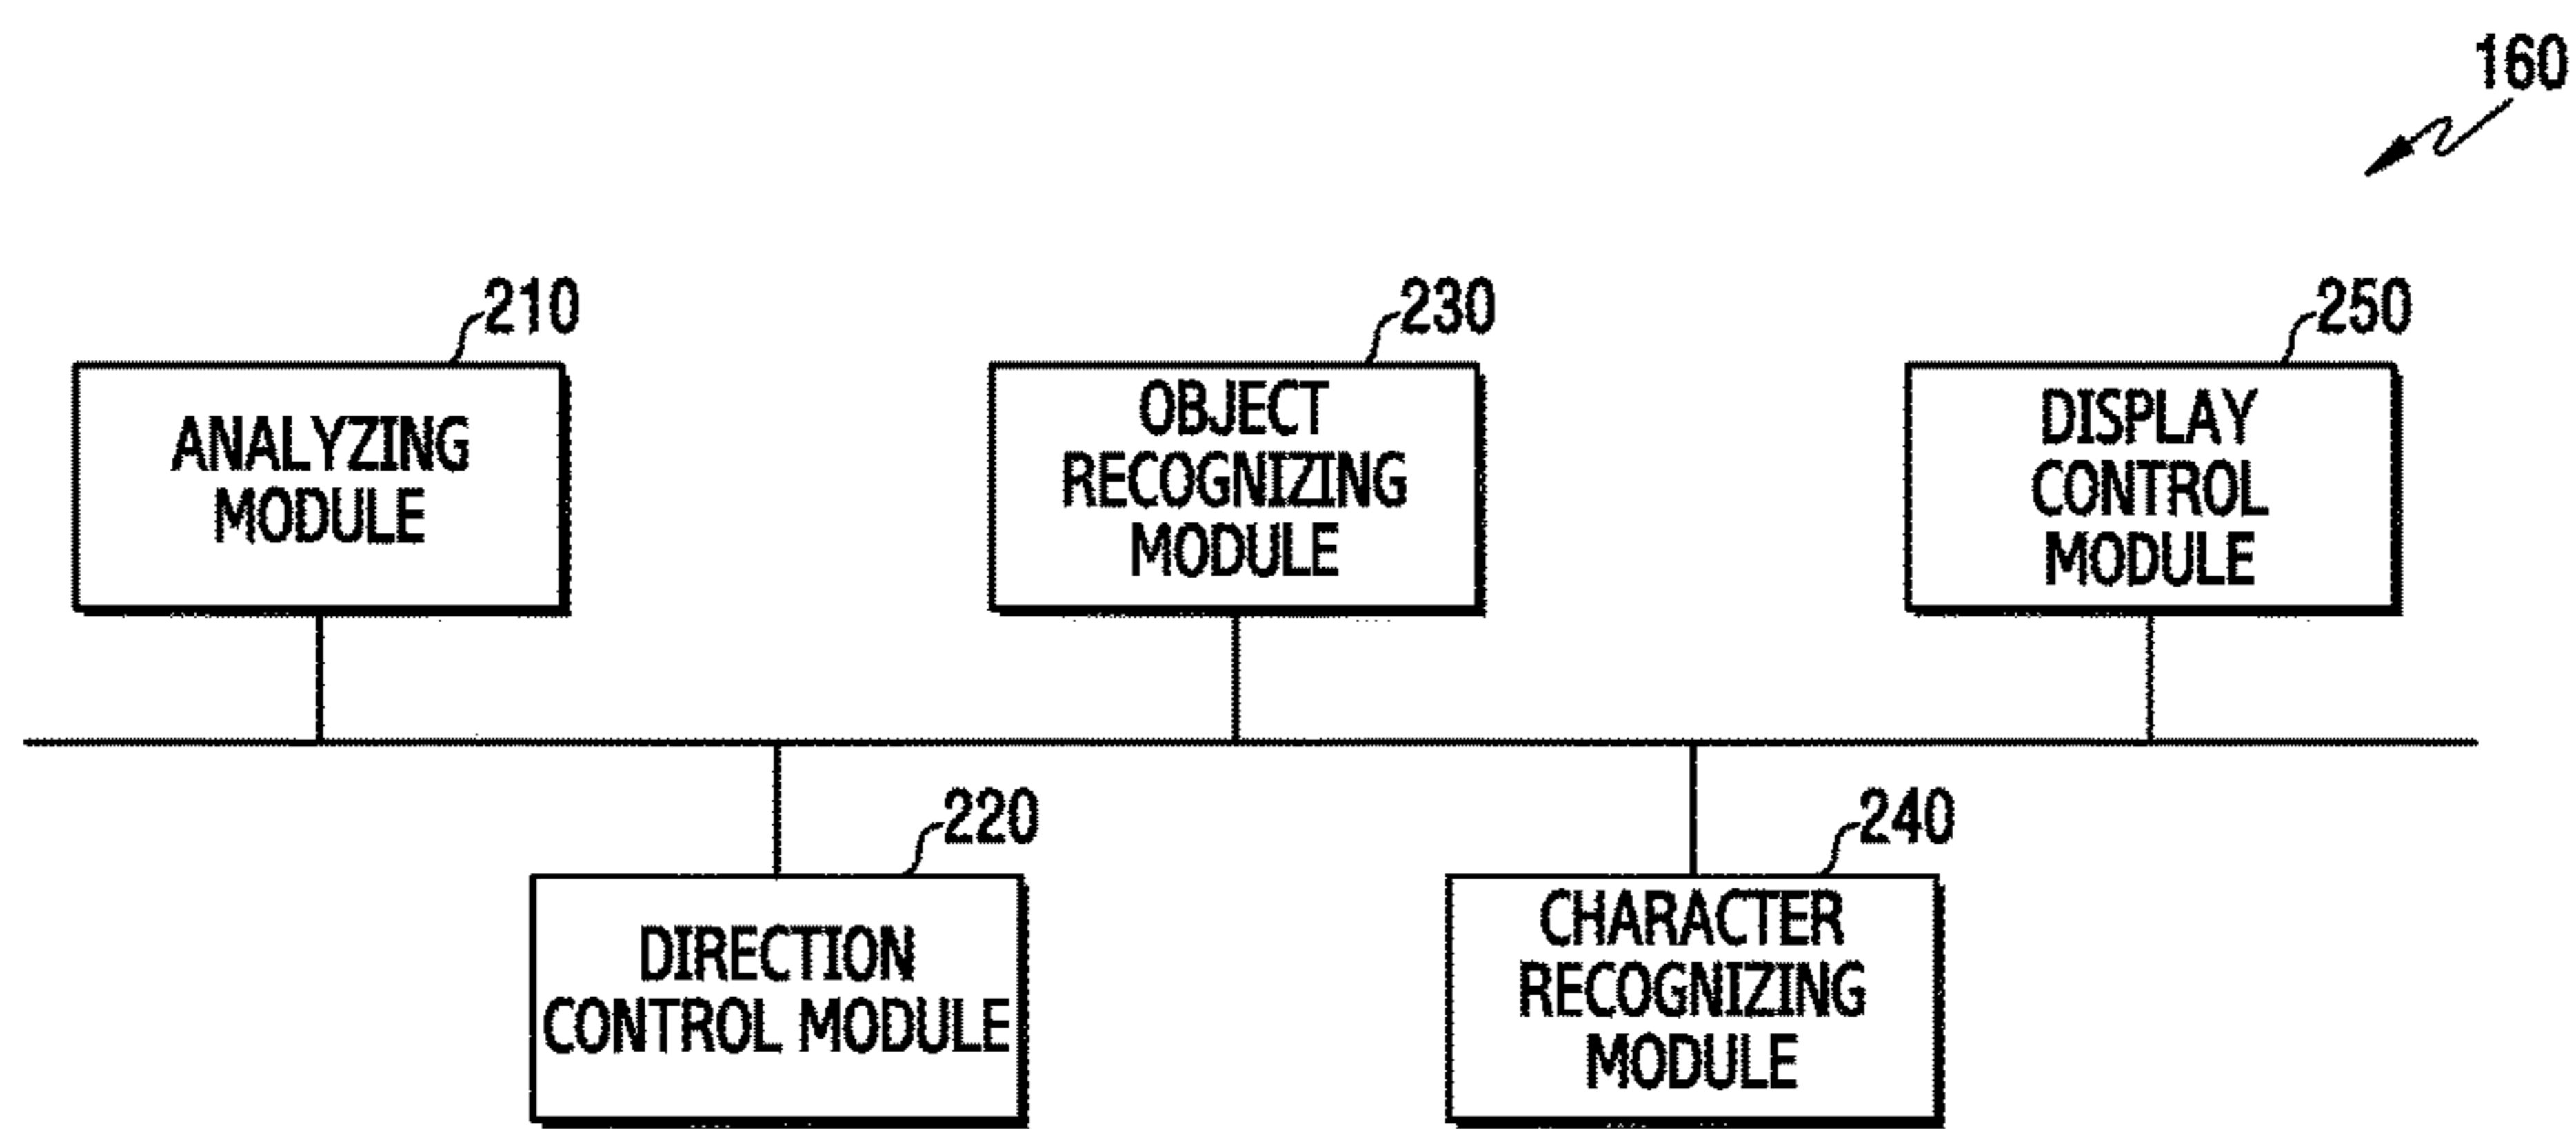 160
210
ANALYZING
MODULE
230
OBJECT
RECOGNIZING
MODULE
250
DISPLAY
CONTROL
MODULE
220
DIRECTION
CONTROL MODULE
240
CHARACTER
RECOGNIZING
MODULE